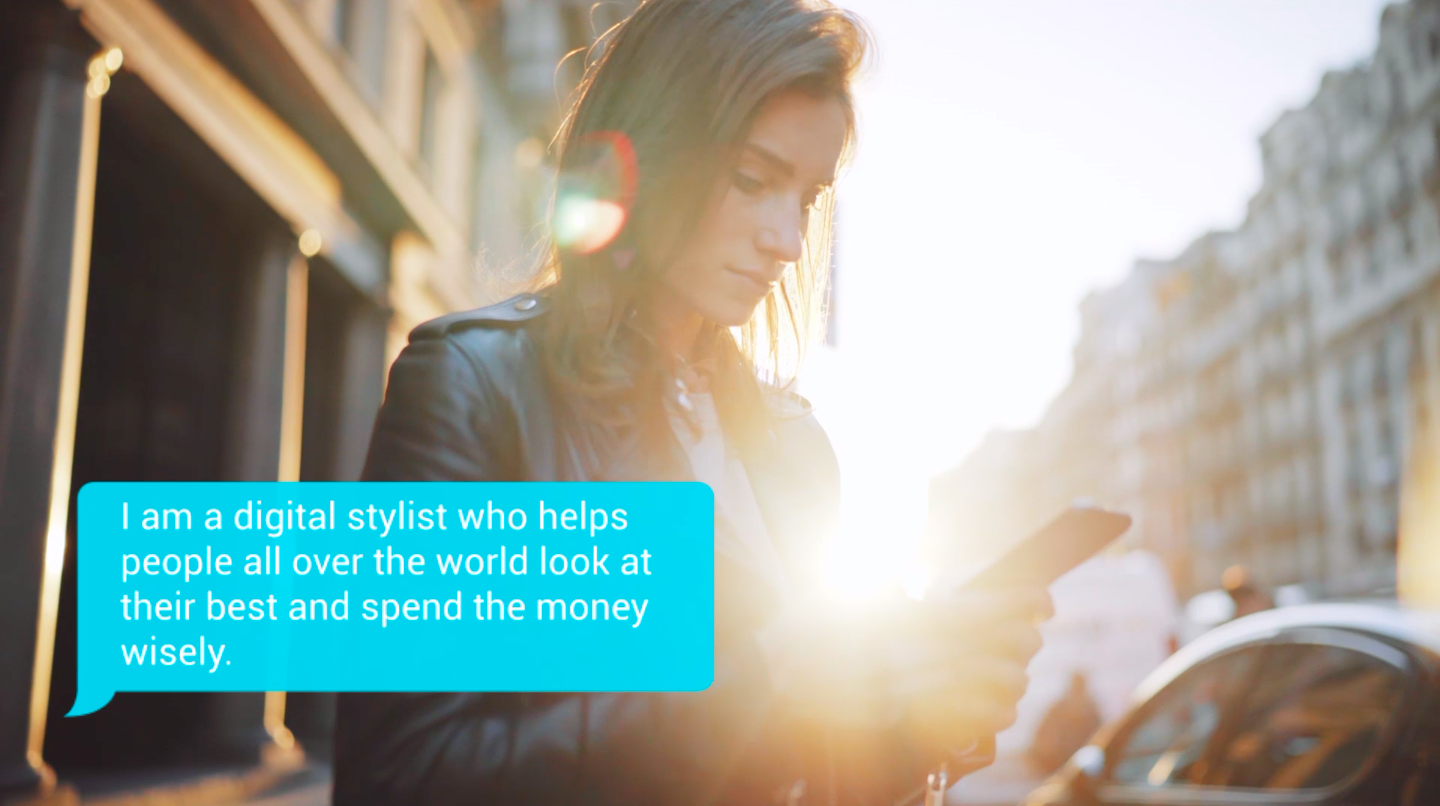 I am a digital stylist who helps
people all over the world look at
their best and spend the money
wisely.